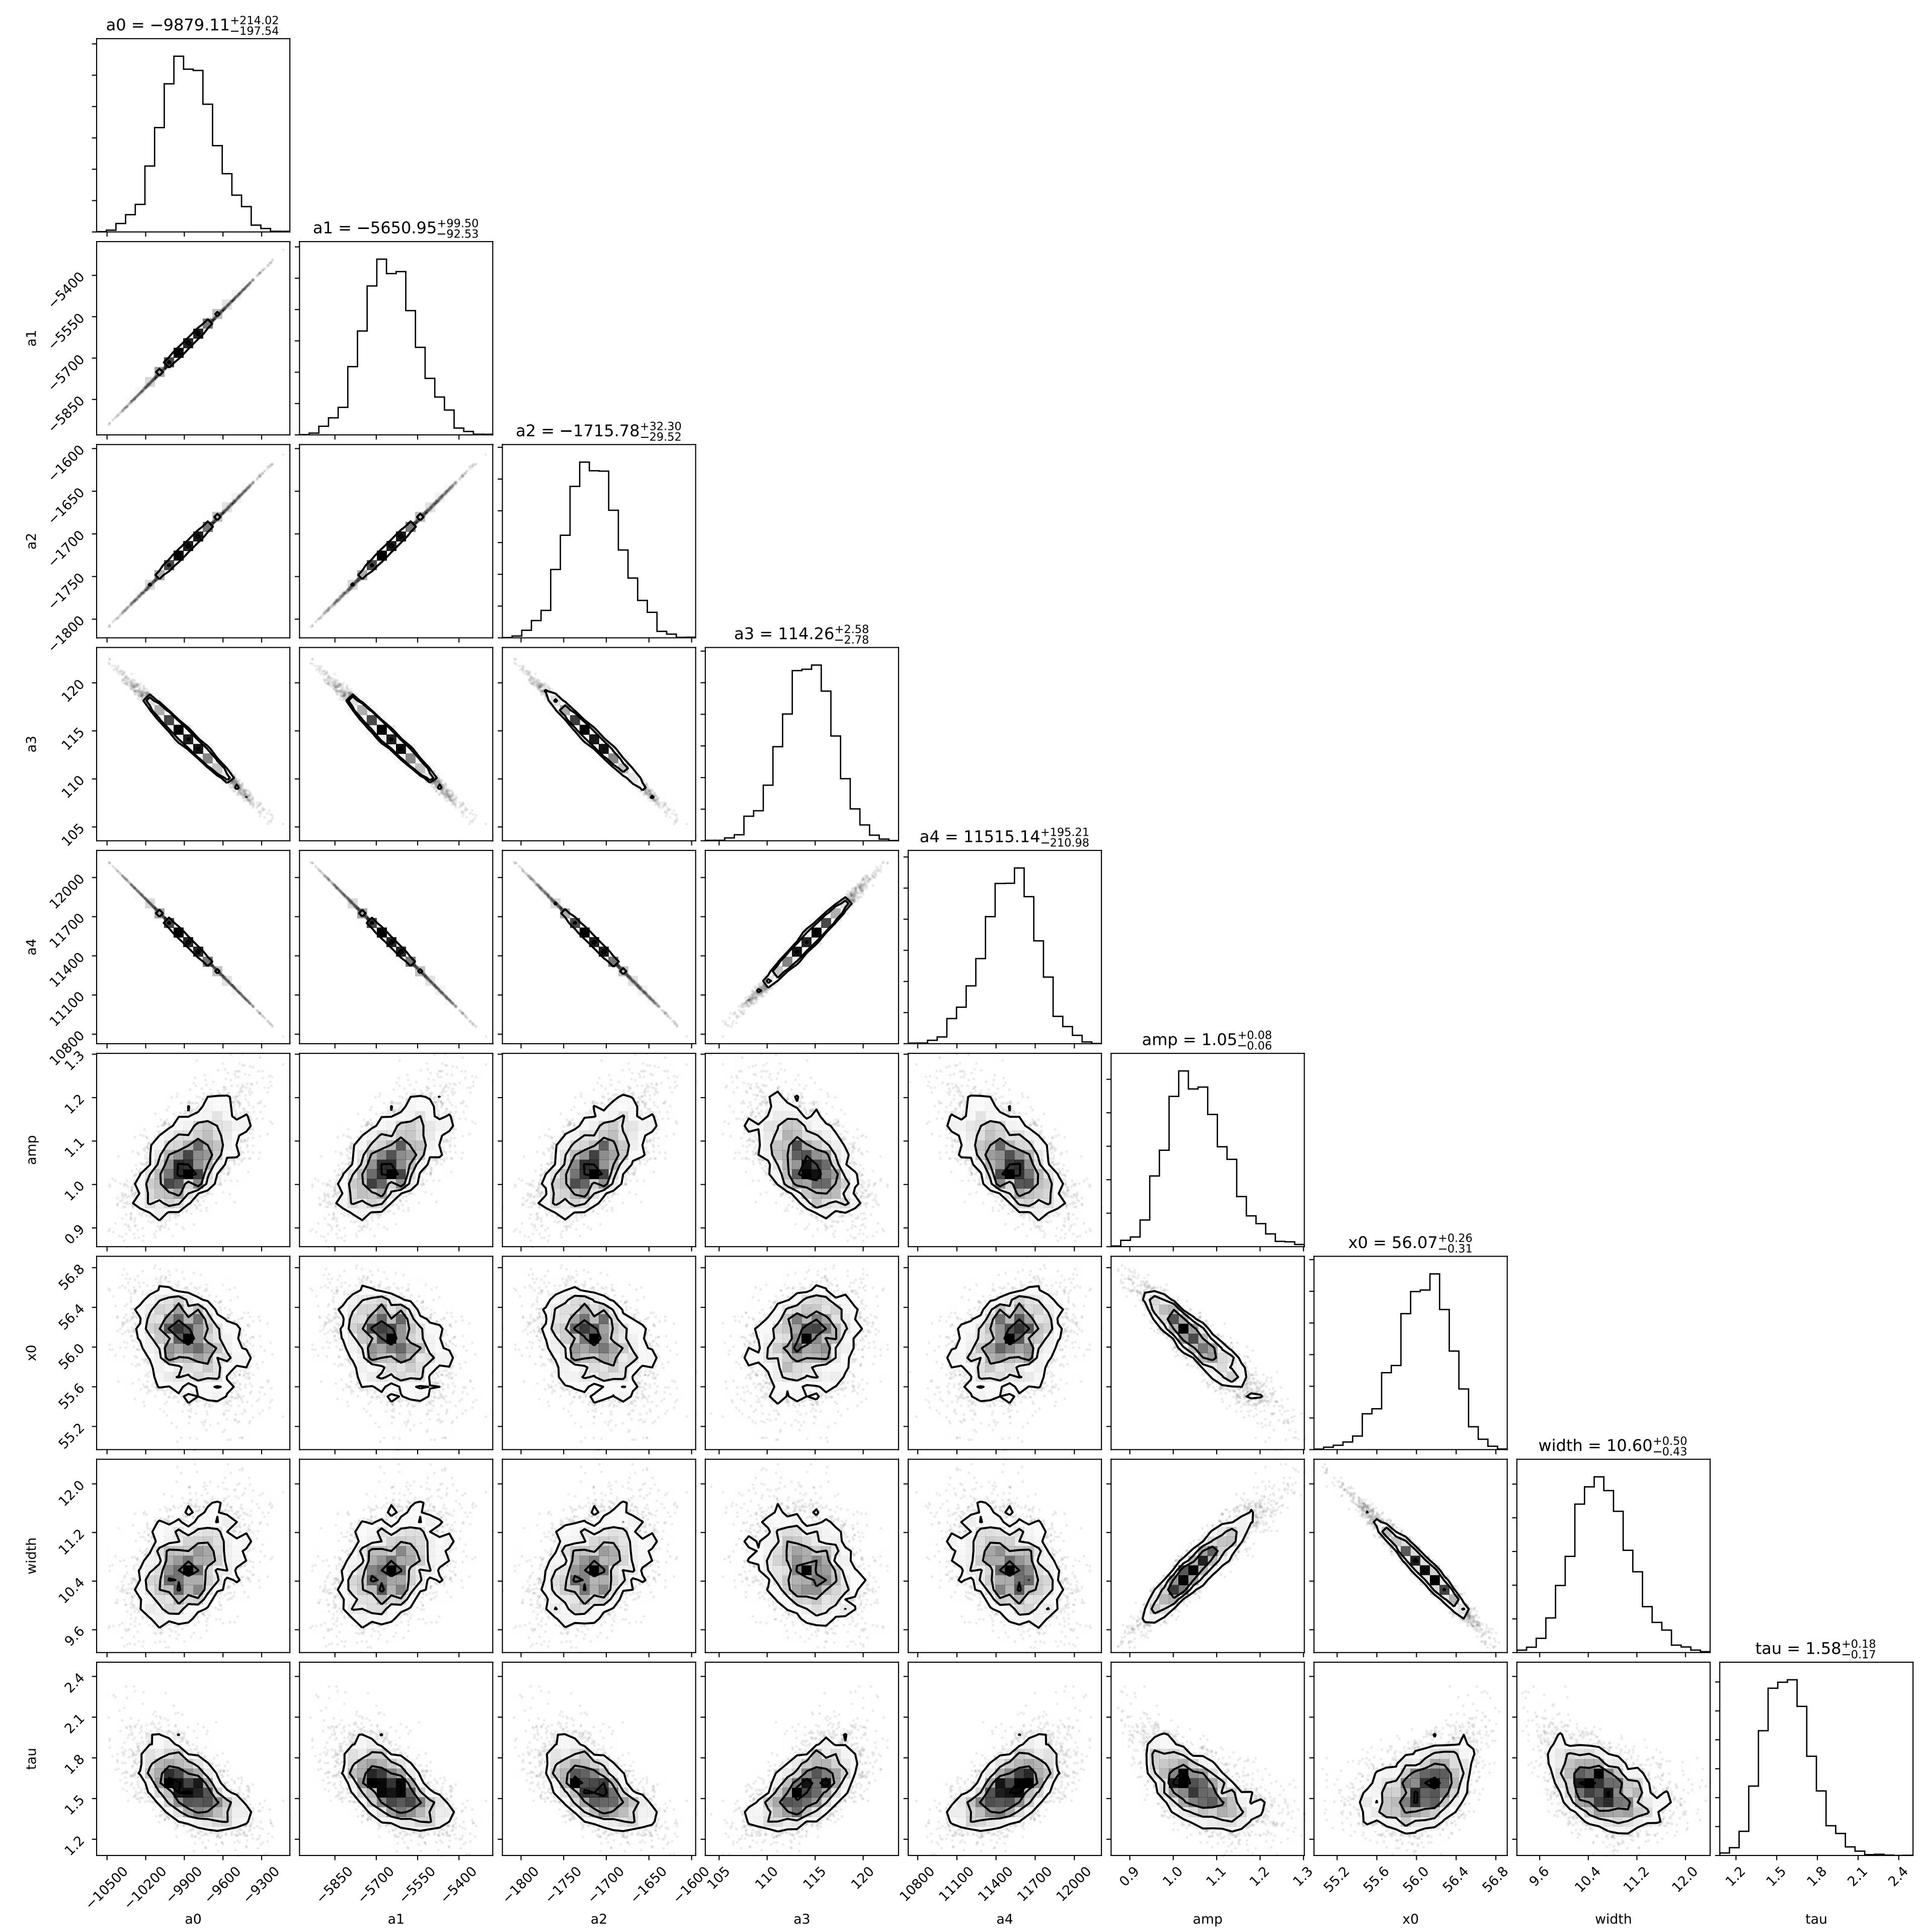 a0 = −9879.11+214.02−197.54
a1 = −5650.95+99.50−92.53
a1
−5400
−5550
−5700
−5850
a2 = −1715.78+32.30−29.52
a2
−1600
−1650
−1700
−1750
−1800
a3 = 114.26+2.58−2.78
a3
120
115
110
105
a4 = 11515.14+195.21−210.98
a4
12000
11700
11400
11100
10800
amp = 1.05+0.08−0.06
amp
1.3
1.2
1.1
1.0
0.9
x0 = 56.07+0.26−0.31
x0
56.8
56.4
56.0
55.6
55.2
width = 10.60+0.50−0.43
width
12.0
11.2
10.4
9.6
tau = 1.58+0.18−0.17
tau
2.4
2.1
1.8
1.5
1.2
−10500 −10200 −9900 −9600 −9300 −5850 −5700 −5550 −5400 −1800 −1750 −1700 −1650 −1600 105 110 115 120 10800 11100 11400 11700 12000 0.9 1.0 1.1 1.2 1.3 55.2 55.6 56.0 56.4 56.8 9.6 10.4 11.2 12.0 1.2 1.5 1.8 2.1 2.4
a0 a1 a2 a3 a4 amp x0 width tau